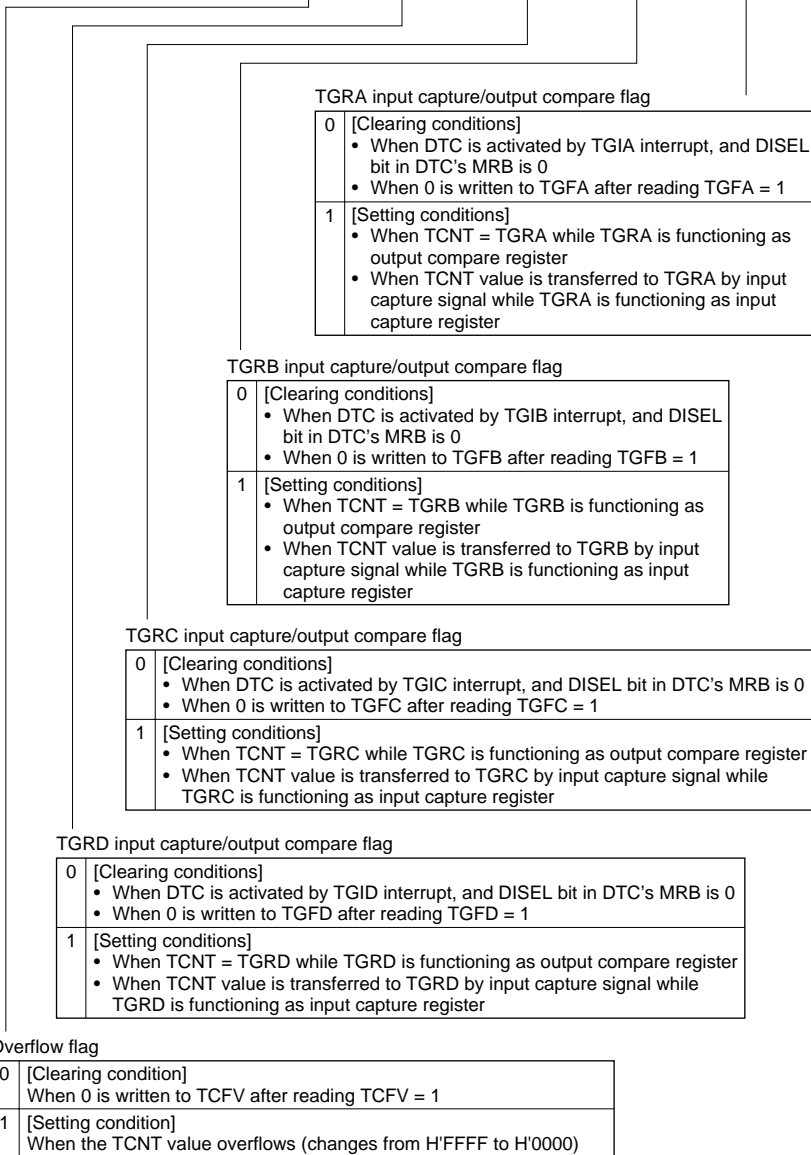 TGRA input capture/output compare flag
0 [Clearing conditions]
• When DTC is activated by TGIA interrupt, and DISEL
bit in DTC's MRB is 0
• When 0 is written to TGFA after reading TGFA = 1
1 [Setting conditions]
• When TCNT = TGRA while TGRA is functioning as
output compare register
• When TCNT value is transferred to TGRA by input
capture signal while TGRA is functioning as input
capture register
TGRB input capture/output compare flag
0 [Clearing conditions]
• When DTC is activated by TGIB interrupt, and DISEL
bit in DTC's MRB is 0
• When 0 is written to TGFB after reading TGFB = 1
1 [Setting conditions]
• When TCNT = TGRB while TGRB is functioning as
output compare register
• When TCNT value is transferred to TGRB by input
capture signal while TGRB is functioning as input
capture register
TGRC input capture/output compare flag
0 [Clearing conditions]
• When DTC is activated by TGIC interrupt, and DISEL bit in DTC's MRB is 0
• When 0 is written to TGFC after reading TGFC = 1
1 [Setting conditions]
• When TCNT = TGRC while TGRC is functioning as output compare register
• When TCNT value is transferred to TGRC by input capture signal while
TGRC is functioning as input capture register
TGRD input capture/output compare flag
0 [Clearing conditions]
• When DTC is activated by TGID interrupt, and DISEL bit in DTC's MRB is 0
• When 0 is written to TGFD after reading TGFD = 1
1 [Setting conditions]
• When TCNT = TGRD while TGRD is functioning as output compare register
• When TCNT value is transferred to TGRD by input capture signal while
TGRD is functioning as input capture register
Overflow flag
0 [Clearing condition]
When 0 is written to TCFV after reading TCFV = 1
1 [Setting condition]
When the TCNT value overflows (changes from H'FFFF to H'0000)